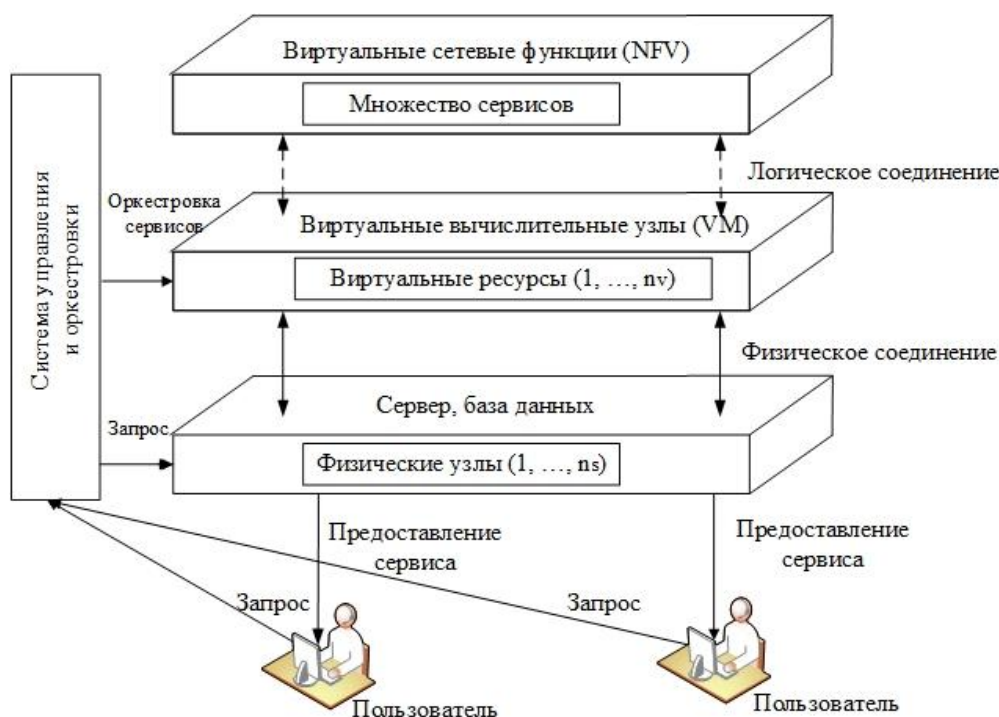 Виртуальные сетевые функции (NFV)
Множество сервисов
Логическое соединение
Система управления
и оркестровки
Оркестровка
сервисов
Виртуальные вычислительные узлы (VM)
Виртуальные ресурсы (1, …, nv)
Физическое соединение
Сервер, база данных
Запрос
Физические узлы (1, …, ns)
Предоставление
сервиса
Предоставление
сервиса
Запрос
Запрос
Пользователь
Пользователь